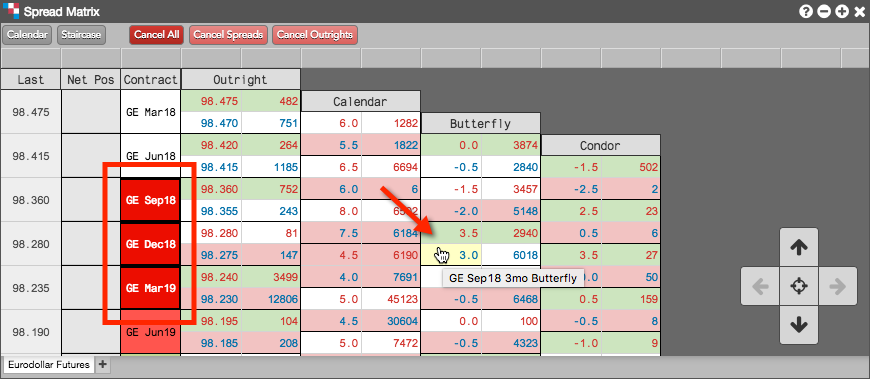 Spread Matrix
Calendar Staircase Cancel All Cancel Spreads Cancel Outrights
Last Net Pos Contract Outright
98.475 GE Mar18 98.475 482 Calendar
98.470 751 6.0 1282 Butterfly
98.415 GE Jun18 98.420 264 5.5 1822 0.0 3874 Condor
98.415 1185 6.5 6694 -0.5 2840 -1.5 502
98.360 GE Sep18 98.360 752 6.0 6 -1.5 3457 -2.5 2
98.355 243 8.0 -2.0 5148 2.5 23
98.280 GE Dec18 98.280 81 7.5 6184 3.5 2940 0.5 6
98.275 147 4.5 6190 3.0 6018 3.5 27
98.235 GE Mar19 98.240 3499 4.0 7691 GE Sep18 3mo Butterfly 50
98.230 12806 5.0 45123 -0.5 6468 0.5 159
98.190 GE Jun19 98.195 104 4.5 30604 0.0 100 -0.5 8
98.185 208 5.0 7472 -0.5 4323 -1.0 9
Eurodollar Futures